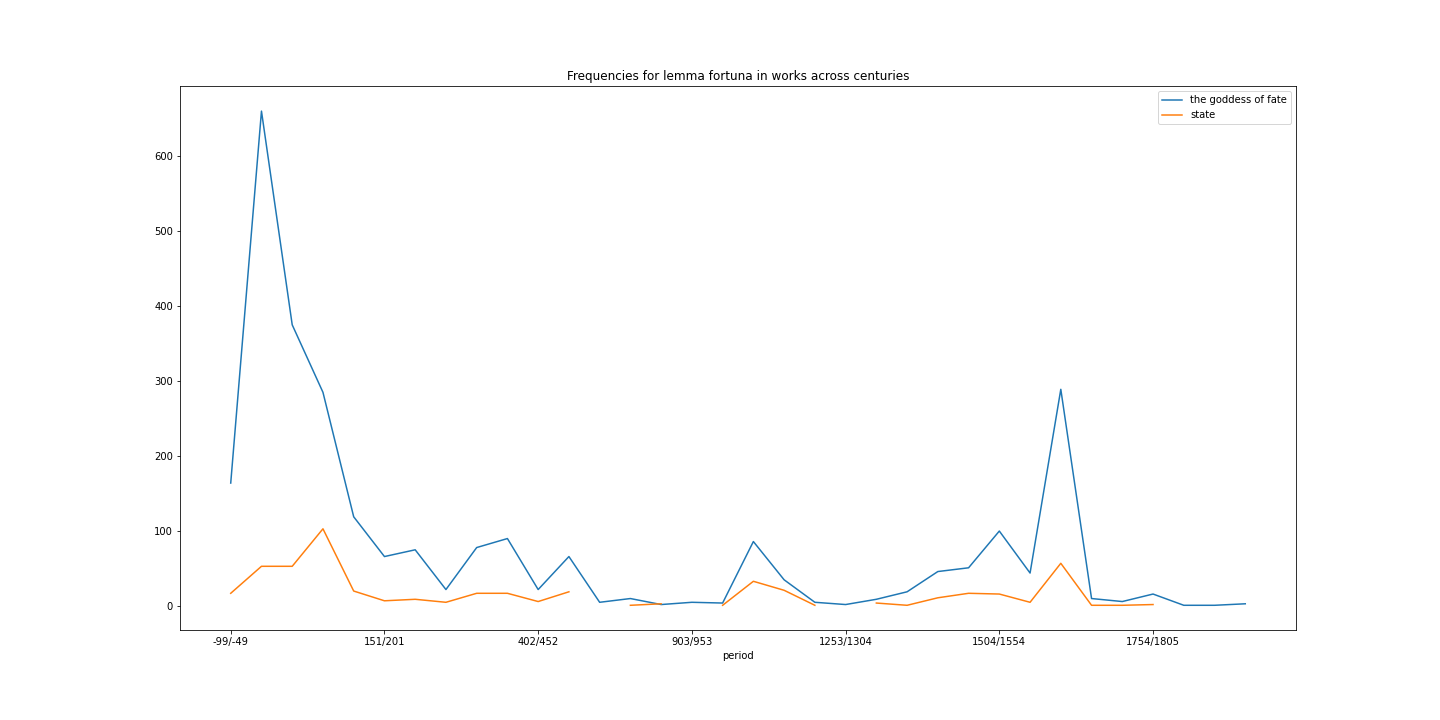 Frequencies for lemma fortuna in works across centuries
the goddess of fate
state
600
500
400
300
200
100
0
-99/-49 151/201 402/452 903/953 1253/1304 1504/1554 1754/1805
period